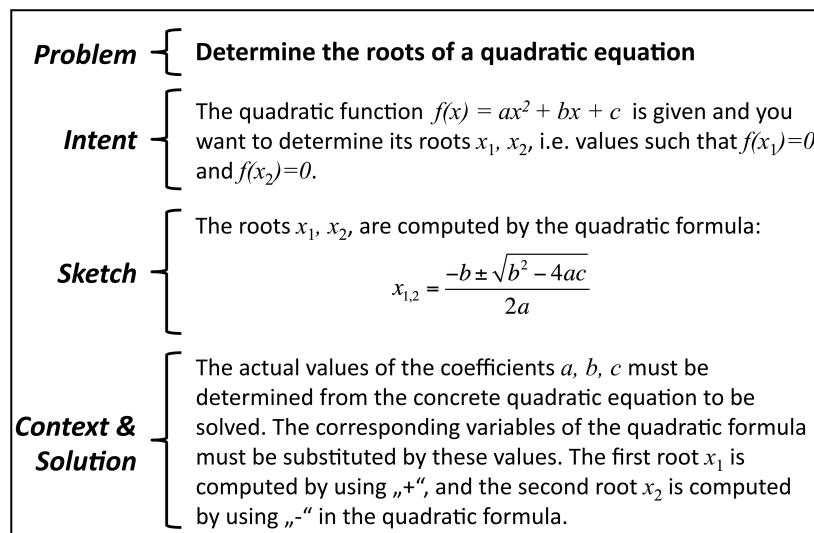 Problem
Determine the roots of a quadratic equation
Intent
The quadratic function f(x) = ax² + bx + c is given and you
want to determine its roots x₁, x₂, i.e. values such that f(x₁)=0
and f(x₂)=0.
Sketch
The roots x₁, x₂, are computed by the quadratic formula:
x₁,₂ = (-b ± √(b² − 4ac)) / 2a
Context &
Solution
The actual values of the coefficients a, b, c must be
determined from the concrete quadratic equation to be
solved. The corresponding variables of the quadratic formula
must be substituted by these values. The first root x₁ is
computed by using „+“, and the second root x₂ is computed
by using „-“ in the quadratic formula.